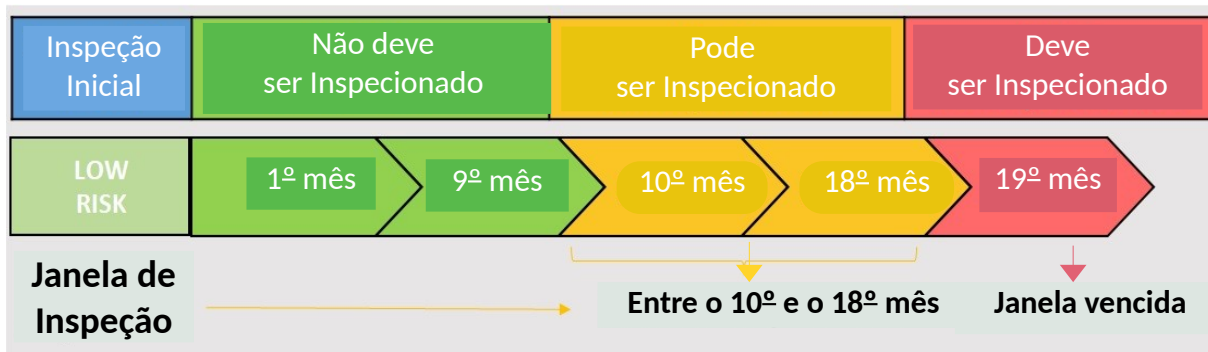 Inspeção
Inicial
Não deve
ser Inspecionado
Pode
ser Inspecionado
Deve
ser Inspecionado
LOW
RISK
1º mês
9º mês
10º mês
18º mês
19º mês
Janela de
Inspeção
Entre o 10º e o 18º mês
Janela vencida